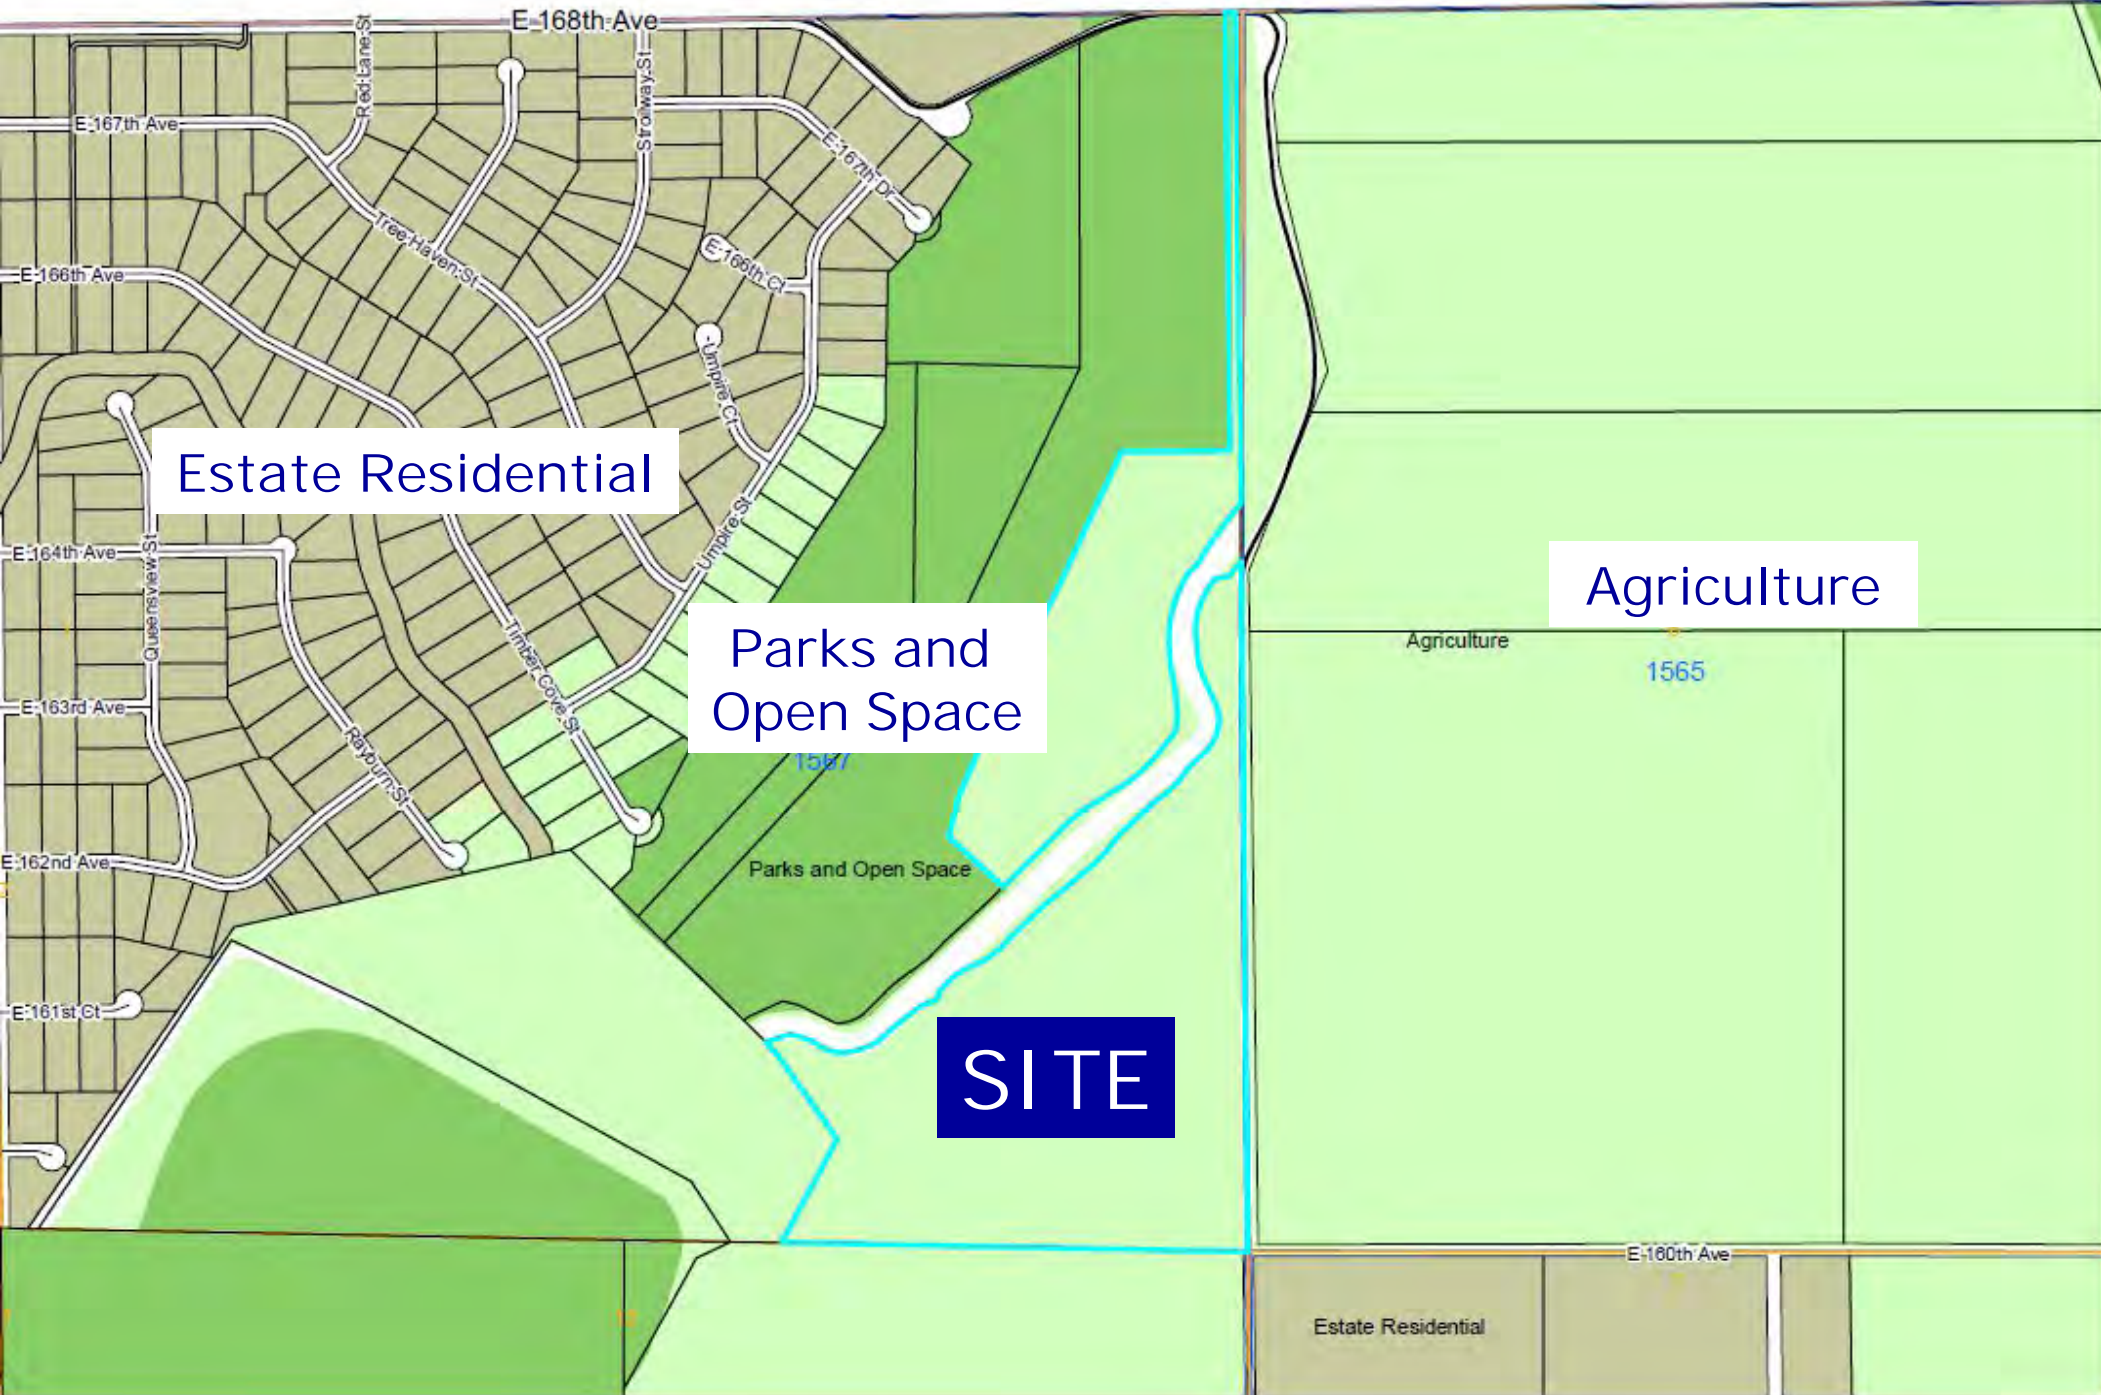 E 168th Ave
Red Lane St
Strollway St
E 167th Ave
E 167th Dr
Tree Haven St
E 166th Ct
E 166th Ave
Umpire Ct
Estate Residential
Umpire St
E 164th Ave
Queensview St
Agriculture
Agriculture
1565
Timber Cove St
Parks and
Open Space
1567
E 163rd Ave
Rayburn St
E 162nd Ave
Parks and Open Space
E 161st Ct
SITE
E 160th Ave
Estate Residential